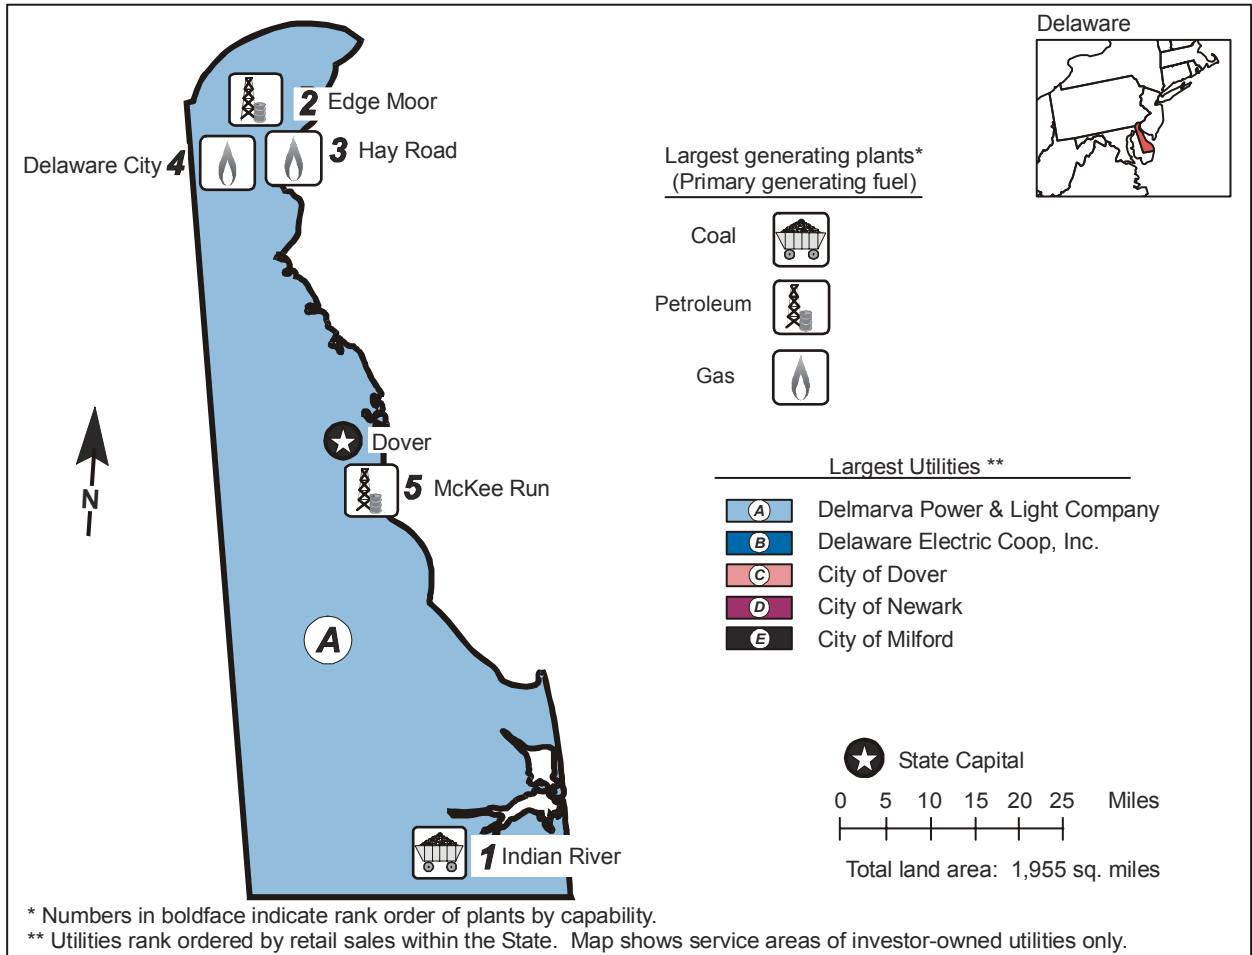 Delaware
2 Edge Moor
3 Hay Road
Delaware City 4
Largest generating plants*
(Primary generating fuel)
Coal
Petroleum
Gas
Dover
5 McKee Run
N
A
Largest Utilities **
A Delmarva Power & Light Company
B Delaware Electric Coop, Inc.
C City of Dover
D City of Newark
E City of Milford
State Capital
0 5 10 15 20 25 Miles
Total land area: 1,955 sq. miles
1 Indian River
* Numbers in boldface indicate rank order of plants by capability.
** Utilities rank ordered by retail sales within the State. Map shows service areas of investor-owned utilities only.